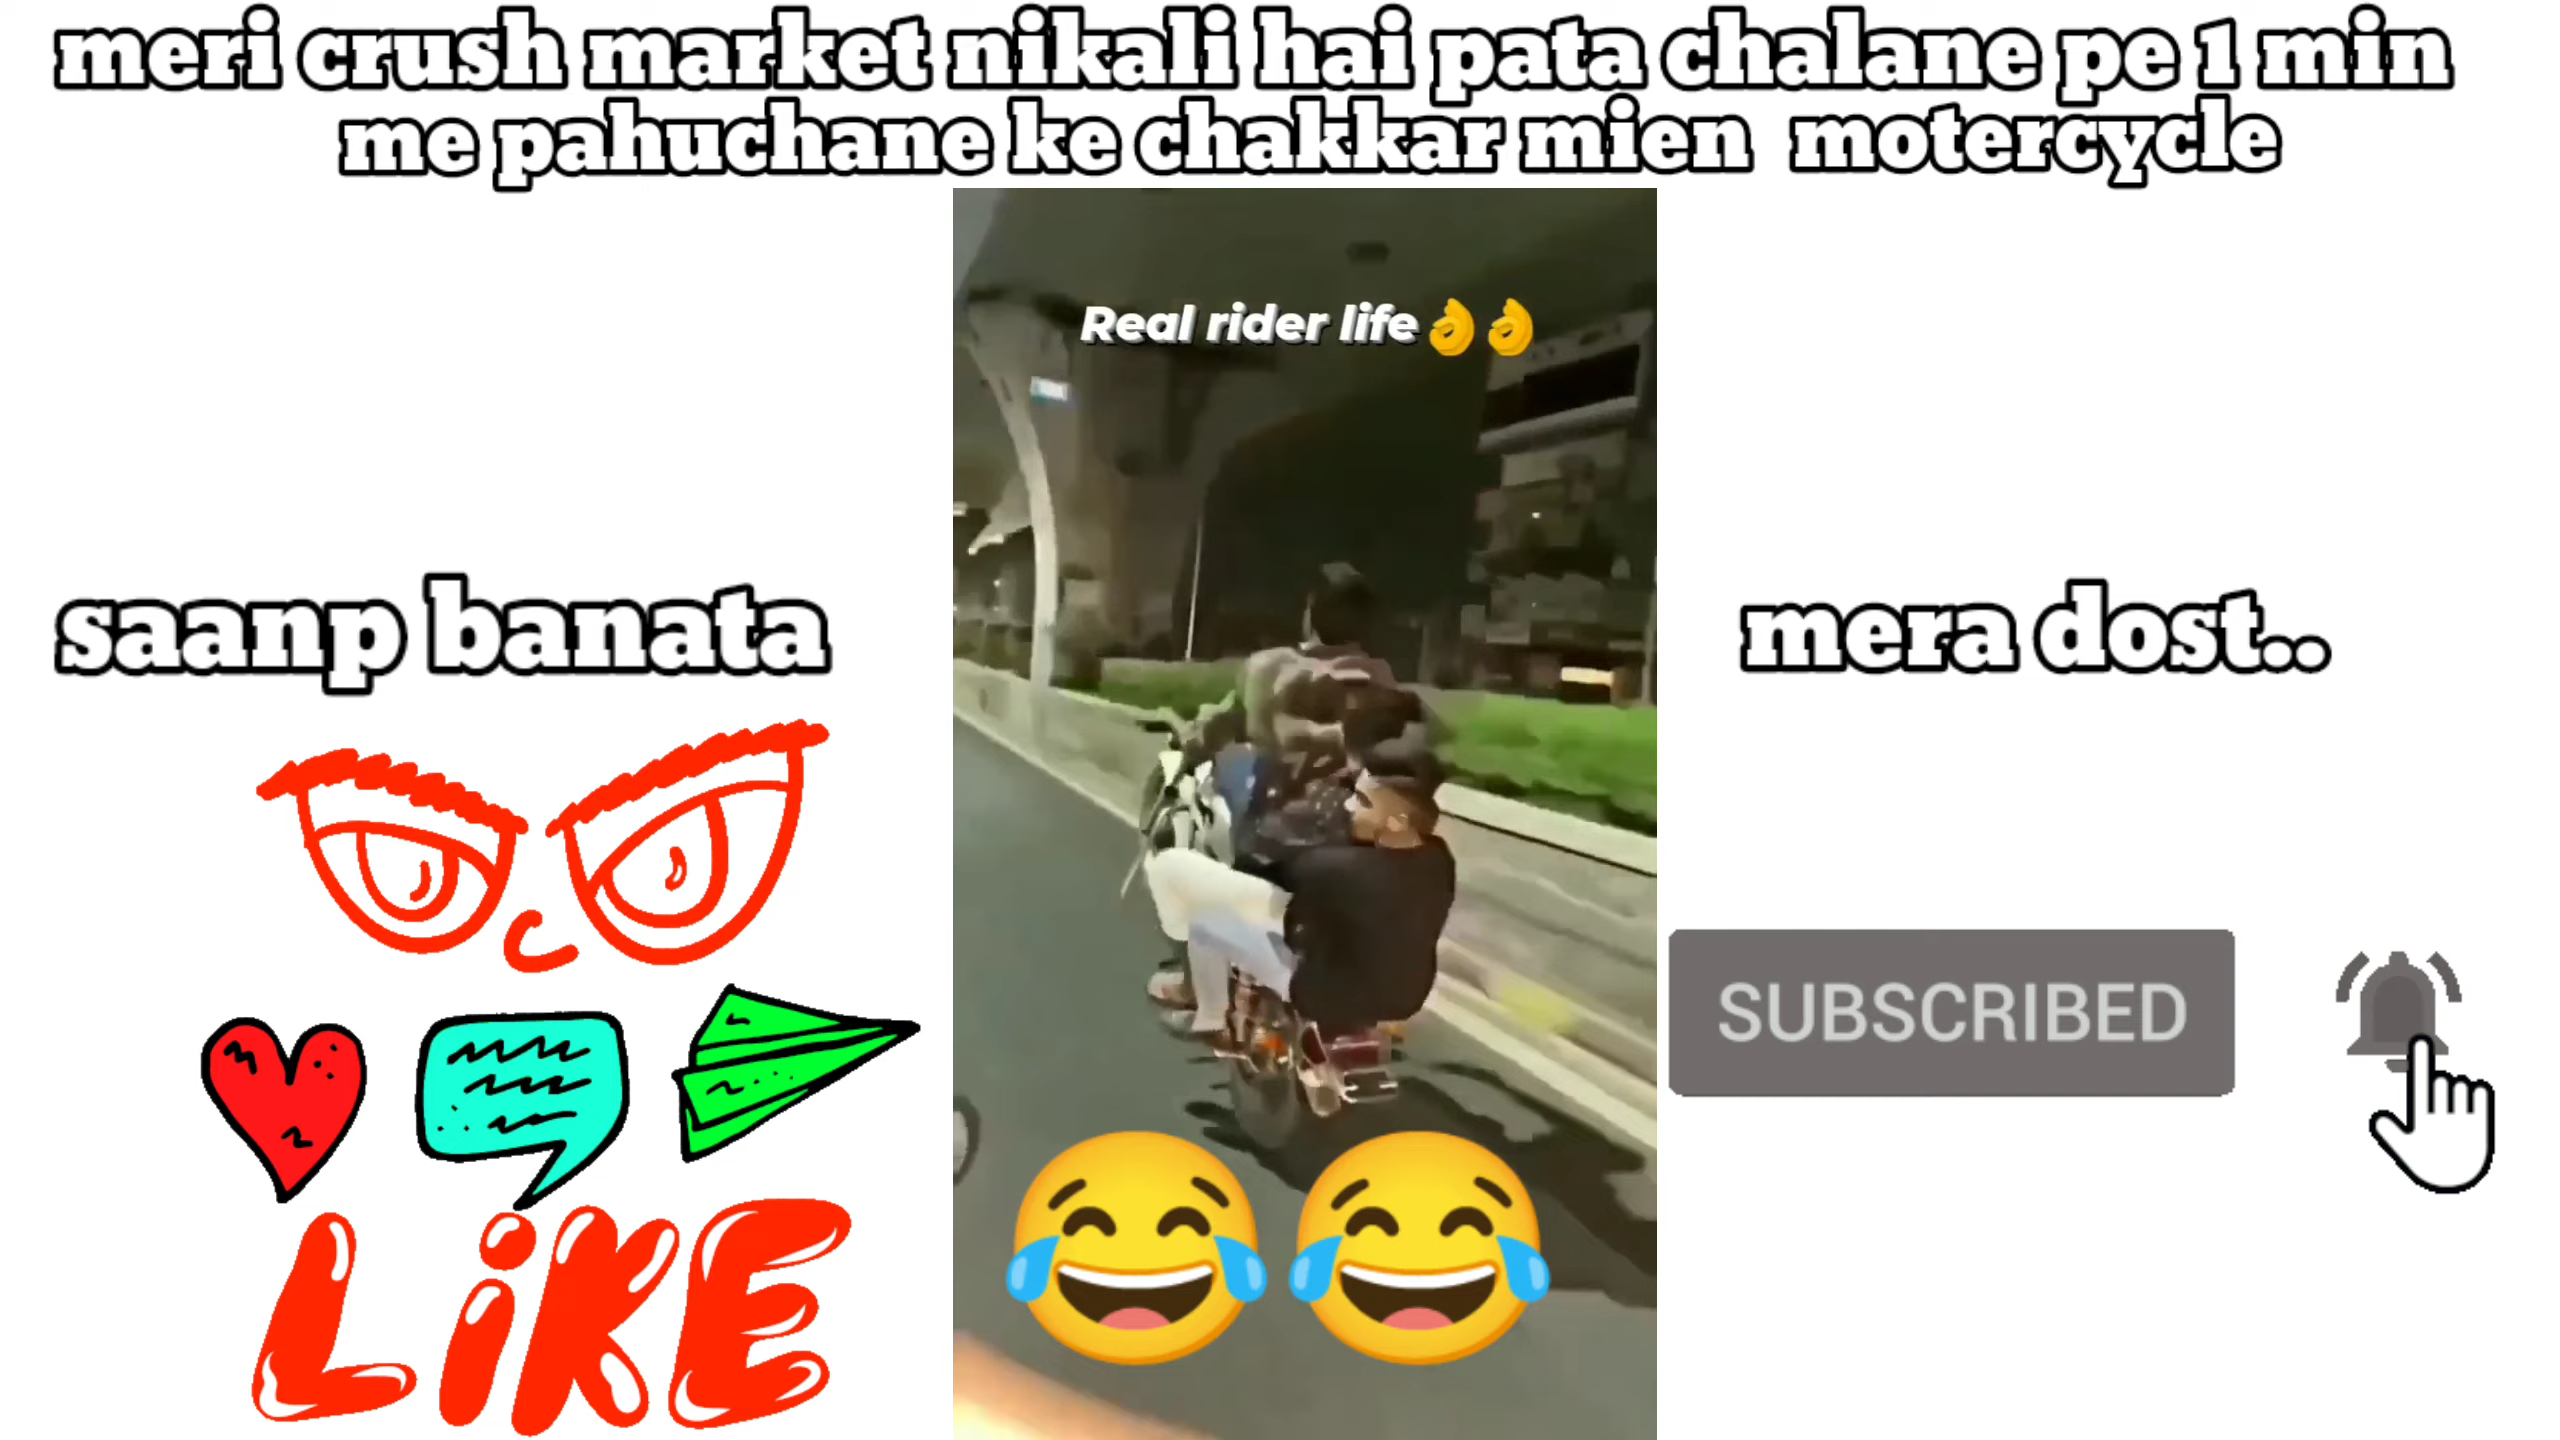 meri crush market nikali hai pata chalane pe 1 min
me pahuchane ke chakkar mien motercycle
Real rider life👌👌
saanp banata
mera dost..
SUBSCRIBED
LiKE